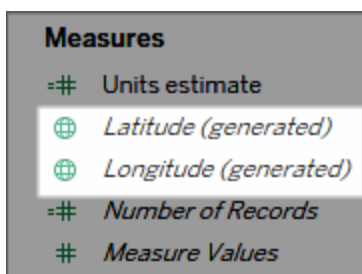 Measures
=# Units estimate
Latitude (generated)
Longitude (generated)
=# Number of Records
# Measure Values